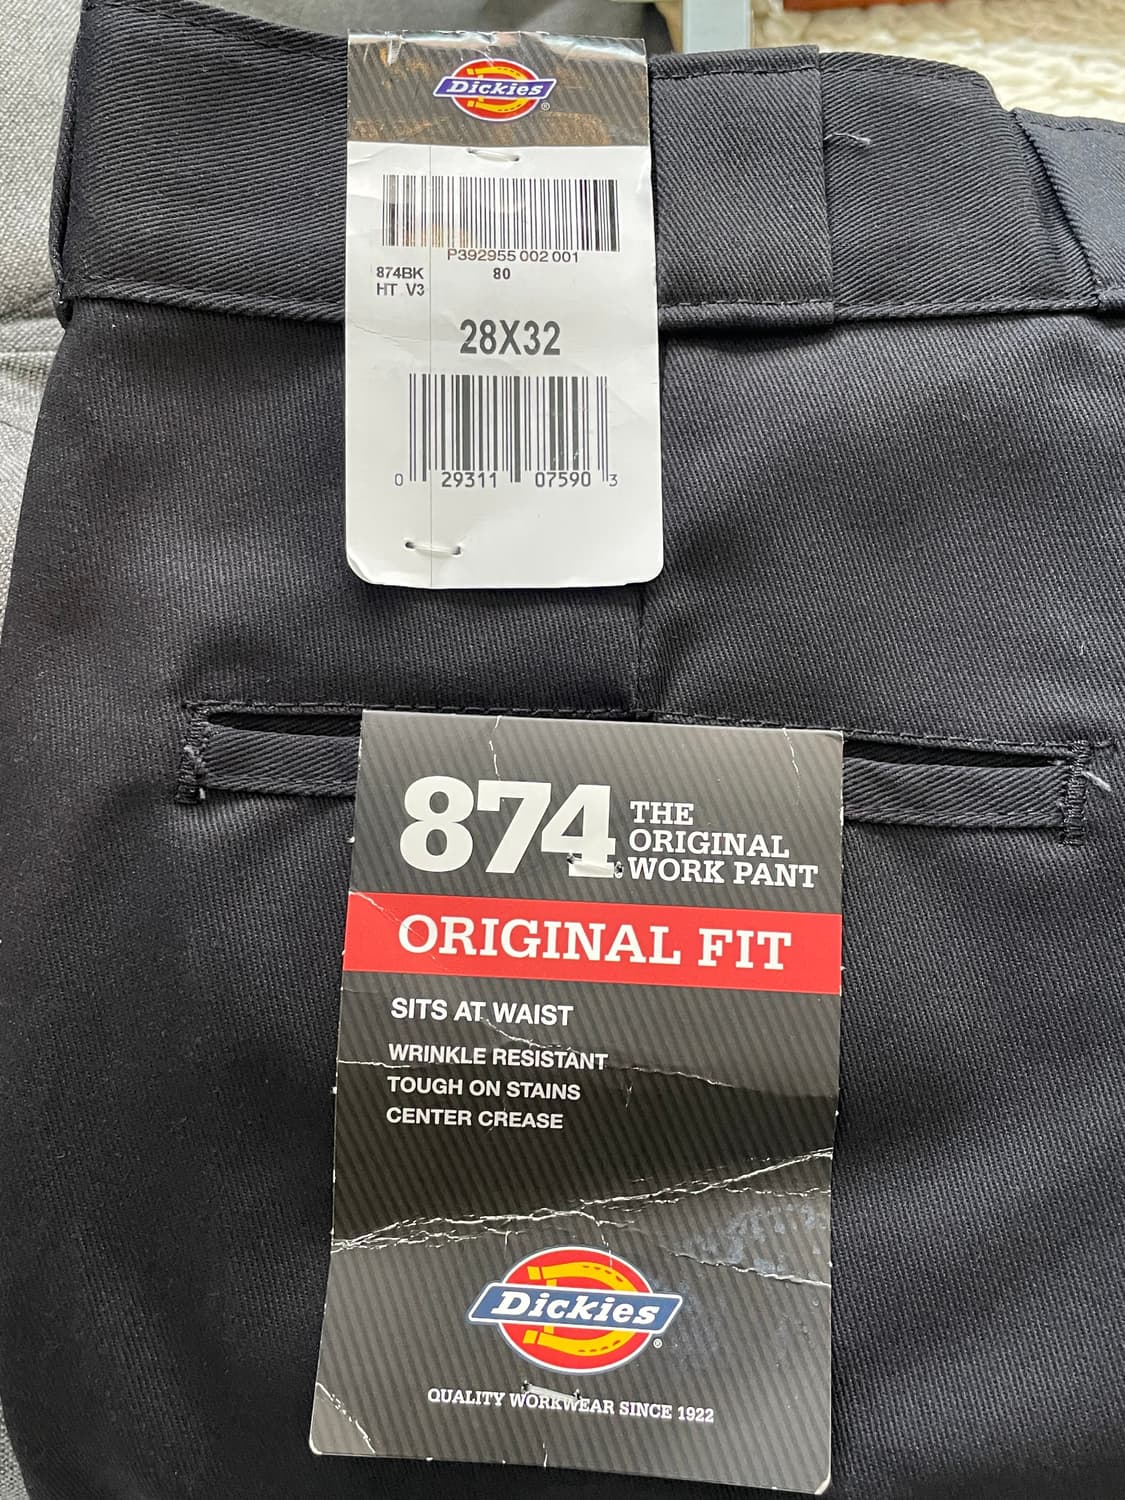 Dickies®
P392955 002 001
874BK 80
HT V3
28X32
0 29311 07590 3
874® THE
ORIGINAL
WORK PANT
ORIGINAL FIT
SITS AT WAIST
WRINKLE RESISTANT
TOUGH ON STAINS
CENTER CREASE
Dickies®
QUALITY WORKWEAR SINCE 1922